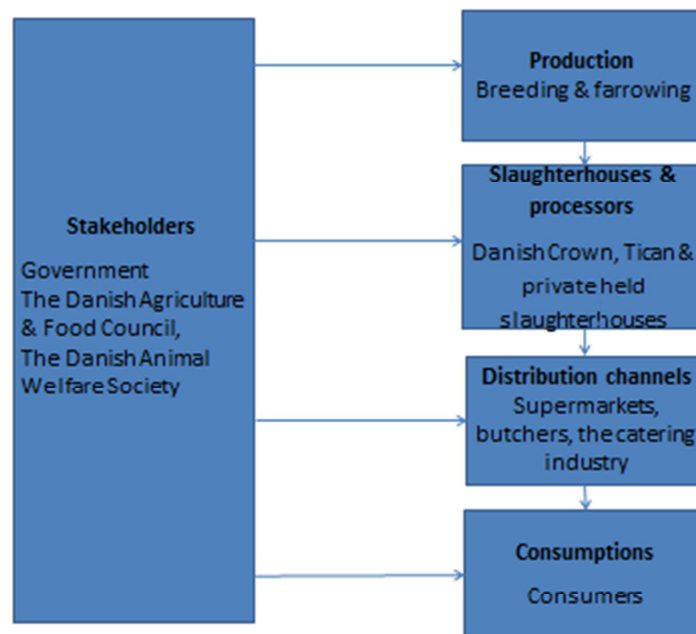 Stakeholders
Government
The Danish Agriculture
& Food Council,
The Danish Animal
Welfare Society
Production
Breeding & farrowing
Slaughterhouses &
processors
Danish Crown, Tican &
private held
slaughterhouses
Distribution channels
Supermarkets,
butchers, the catering
industry
Consumptions
Consumers